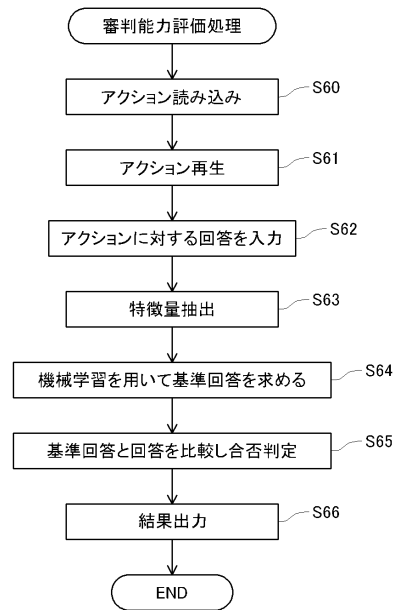 審判能力評価処理
アクション読み込み
S60
アクション再生
S61
アクションに対する回答を入力
S62
特徴量抽出
S63
機械学習を用いて基準回答を求める
S64
基準回答と回答を比較し合否判定
S65
結果出力
S66
END